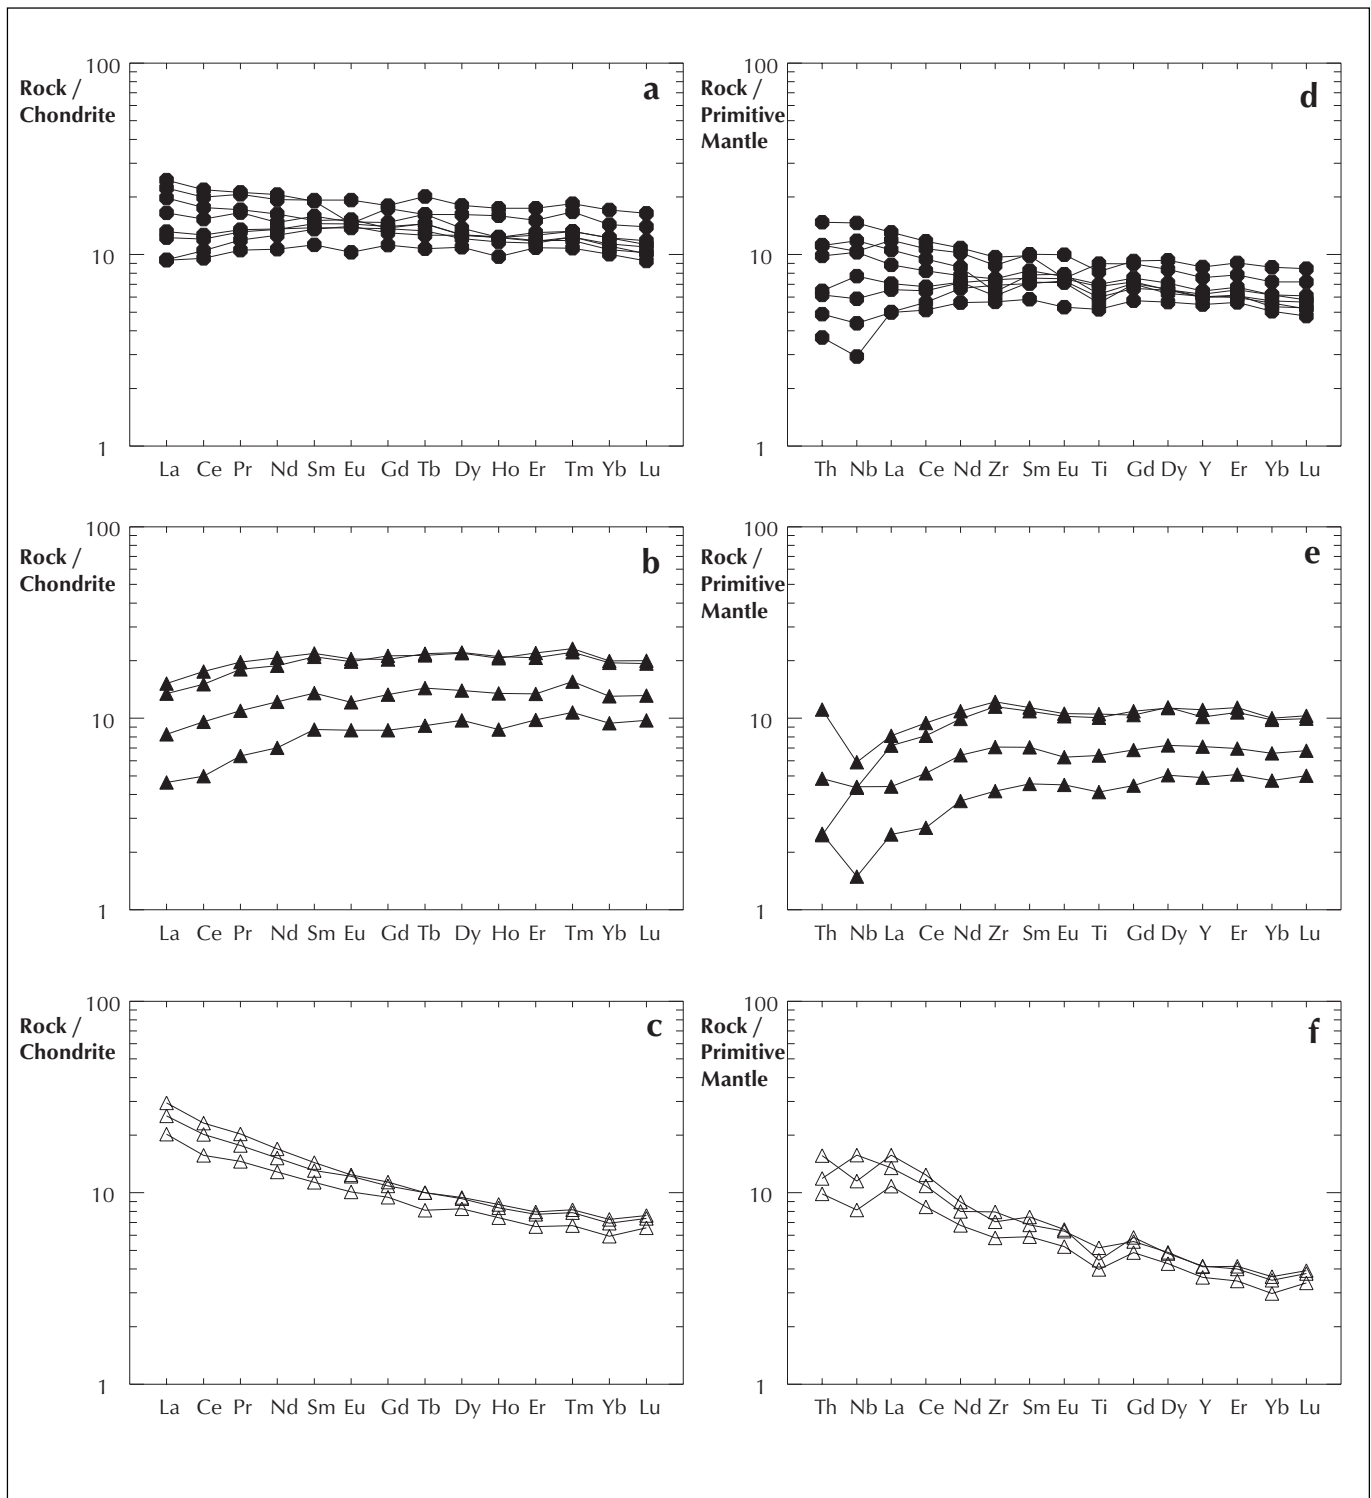 100
Rock /
Chondrite
a
10
1
La Ce Pr Nd Sm Eu Gd Tb Dy Ho Er Tm Yb Lu
100
Rock /
Primitive
Mantle
d
10
1
Th Nb La Ce Nd Zr Sm Eu Ti Gd Dy Y Er Yb Lu
100
Rock /
Chondrite
b
10
1
La Ce Pr Nd Sm Eu Gd Tb Dy Ho Er Tm Yb Lu
100
Rock /
Primitive
Mantle
e
10
1
Th Nb La Ce Nd Zr Sm Eu Ti Gd Dy Y Er Yb Lu
100
Rock /
Chondrite
c
10
1
La Ce Pr Nd Sm Eu Gd Tb Dy Ho Er Tm Yb Lu
100
Rock /
Primitive
Mantle
f
10
1
Th Nb La Ce Nd Zr Sm Eu Ti Gd Dy Y Er Yb Lu